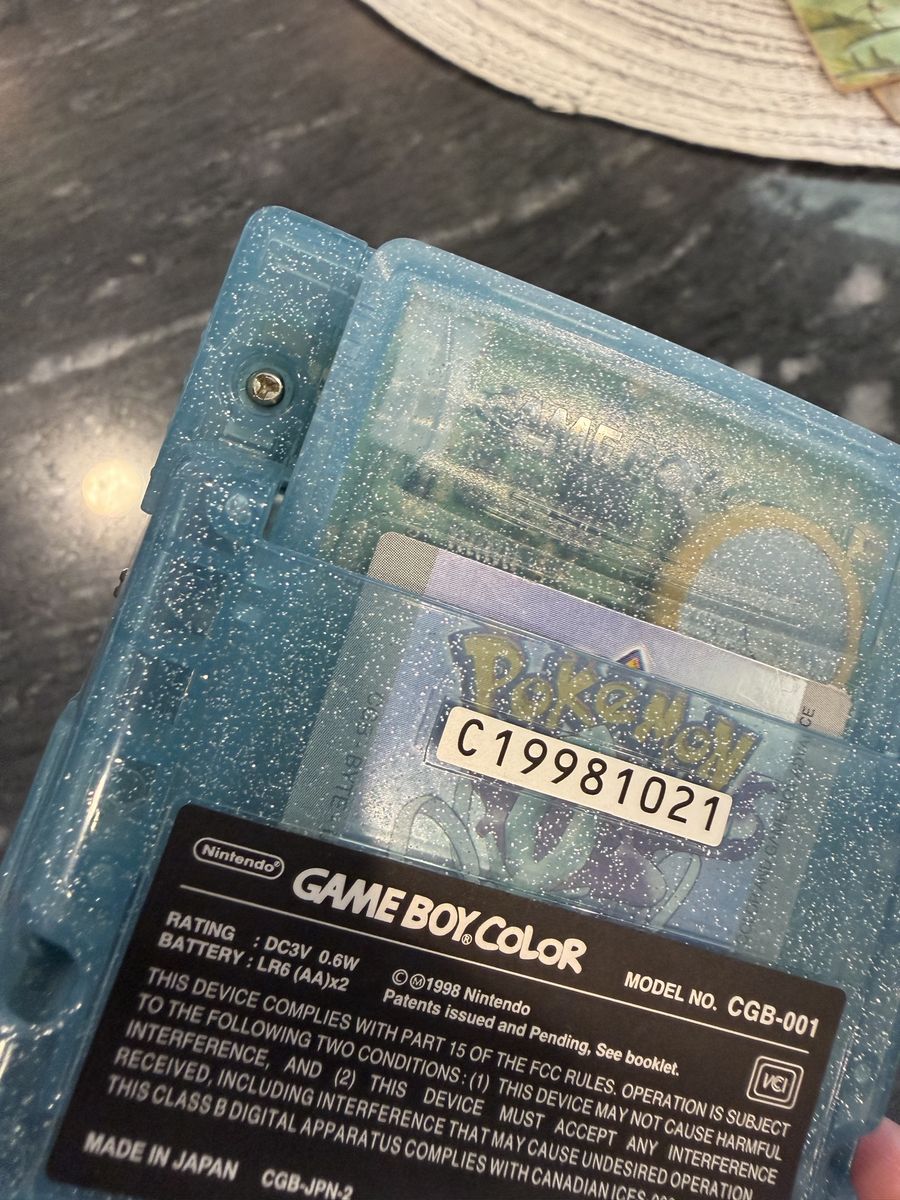 GAME BOY
POKéMON
C19981021
Nintendo®
GAME BOY® COLOR
RATING : DC3V 0.6W
BATTERY : LR6 (AA)x2
©Ⓜ1998 Nintendo
Patents issued and Pending, See booklet.
MODEL NO. CGB-001
THIS DEVICE COMPLIES WITH PART 15 OF THE FCC RULES. OPERATION IS SUBJECT
TO THE FOLLOWING TWO CONDITIONS : (1) THIS DEVICE MAY NOT CAUSE HARMFUL
INTERFERENCE, AND (2) THIS DEVICE MUST ACCEPT ANY INTERFERENCE
RECEIVED, INCLUDING INTERFERENCE THAT MAY CAUSE UNDESIRED OPERATION
THIS CLASS B DIGITAL APPARATUS COMPLIES WITH CANADIAN ICES
VCI
MADE IN JAPAN CGB-JPN-2